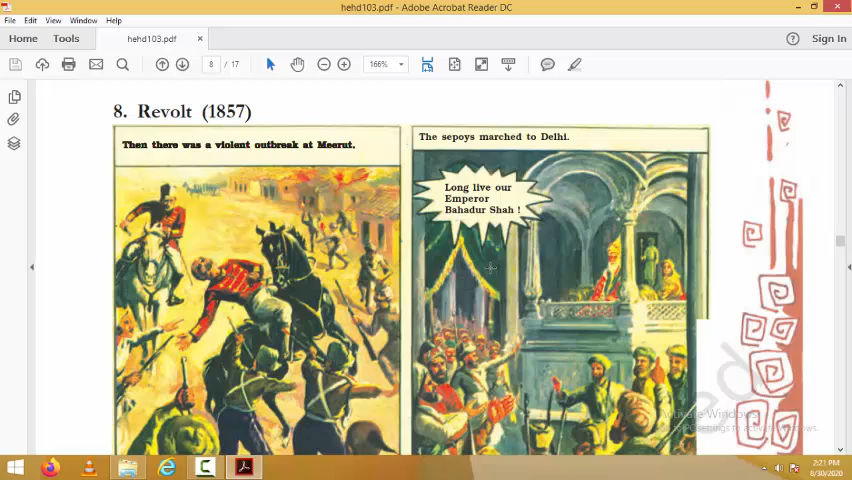 hehd103.pdf - Adobe Acrobat Reader DC
File Edit View Window Help
Home Tools hehd103.pdf × Sign In
8 / 17 166%
8. Revolt (1857)
Then there was a violent outbreak at Meerut.
The sepoys marched to Delhi.
Long live our
Emperor
Bahadur Shah !
Activate Windows
2:21 PM
8/30/2020